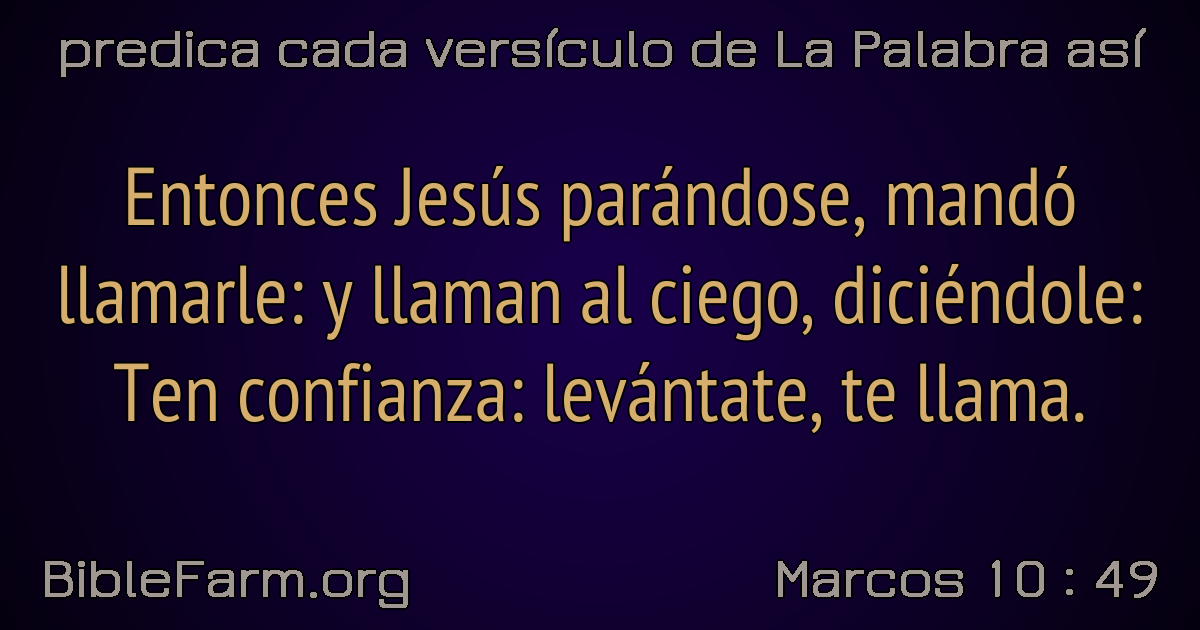 predica cada versículo de La Palabra así
Entonces Jesús parándose, mandó
llamarle: y llaman al ciego, diciéndole:
Ten confianza: levántate, te llama.
BibleFarm.org
Marcos 10 : 49